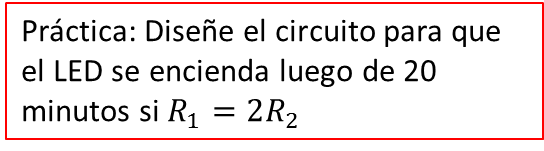 Práctica: Diseñe el circuito para que
el LED se encienda luego de 20
minutos si 𝑅₁ = 2𝑅₂